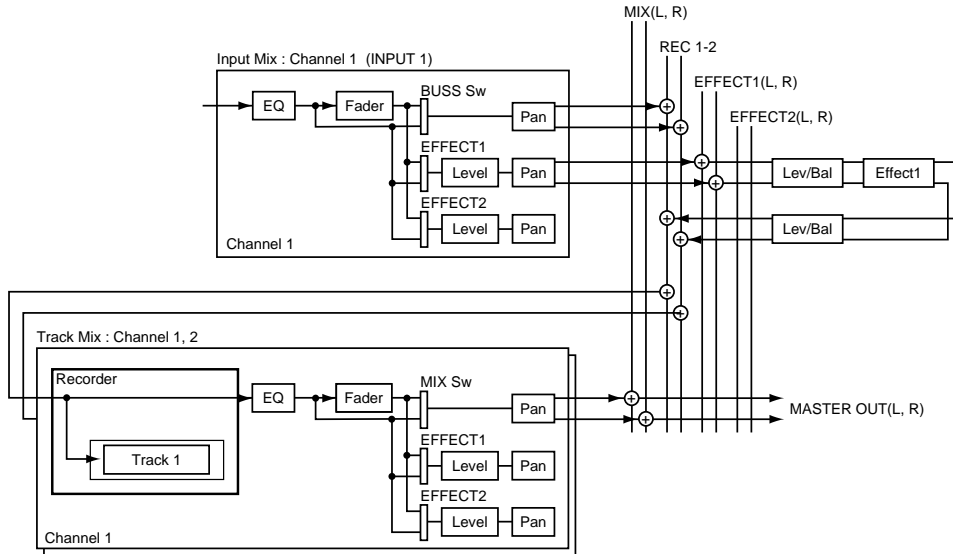 MIX(L, R)
REC 1-2
EFFECT1(L, R)
EFFECT2(L, R)
Input Mix : Channel 1  (INPUT 1)
EQ
Fader
BUSS Sw
Pan
EFFECT1
Level
Pan
EFFECT2
Level
Pan
Channel 1
Lev/Bal
Effect1
Lev/Bal
+
+
+
+
+
+
+
+
Track Mix : Channel 1, 2
Recorder
EQ
Fader
MIX Sw
Pan
+
+
MASTER OUT(L, R)
EFFECT1
Level
Pan
Track 1
EFFECT2
Level
Pan
Channel 1